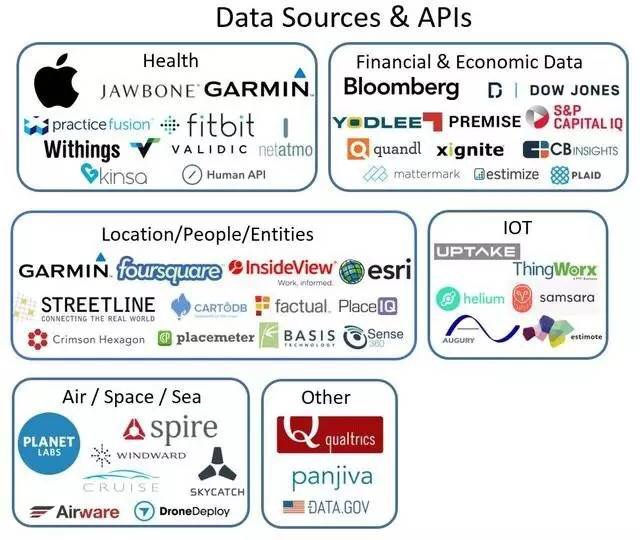 Data Sources & APIs
Health
JAWBONE GARMIN
practice fusion fitbit
Withings VALIDIC netatmo
kinsa Human API
Financial & Economic Data
Bloomberg D | DOW JONES
YODLEE PREMISE S&P CAPITAL IQ
quandl xignite CBINSIGHTS
mattermark estimize PLAID
Location/People/Entities
GARMIN foursquare InsideView esri
Work, informed.
STREETLINE CARTODB factual. PlaceIQ
CONNECTING THE REAL WORLD
Crimson Hexagon placemeter BASIS Sense
TECHNOLOGY 360
IOT
UPTAKE
ThingWorx
helium samsara
AUGURY estimote
Air / Space / Sea
PLANET LABS spire
WINDWARD
CRUISE SKYCATCH
Airware DroneDeploy
Other
Q qualtrics
panjiva
DATA.GOV